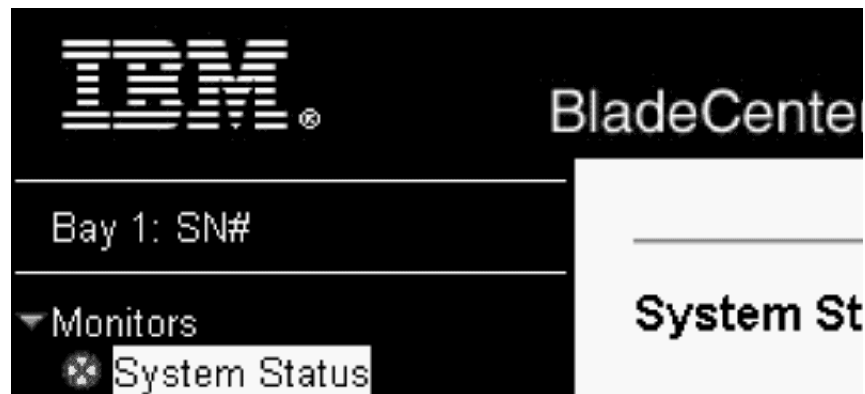 IBM®
BladeCenter
Bay 1: SN#
Monitors
System Status
System St